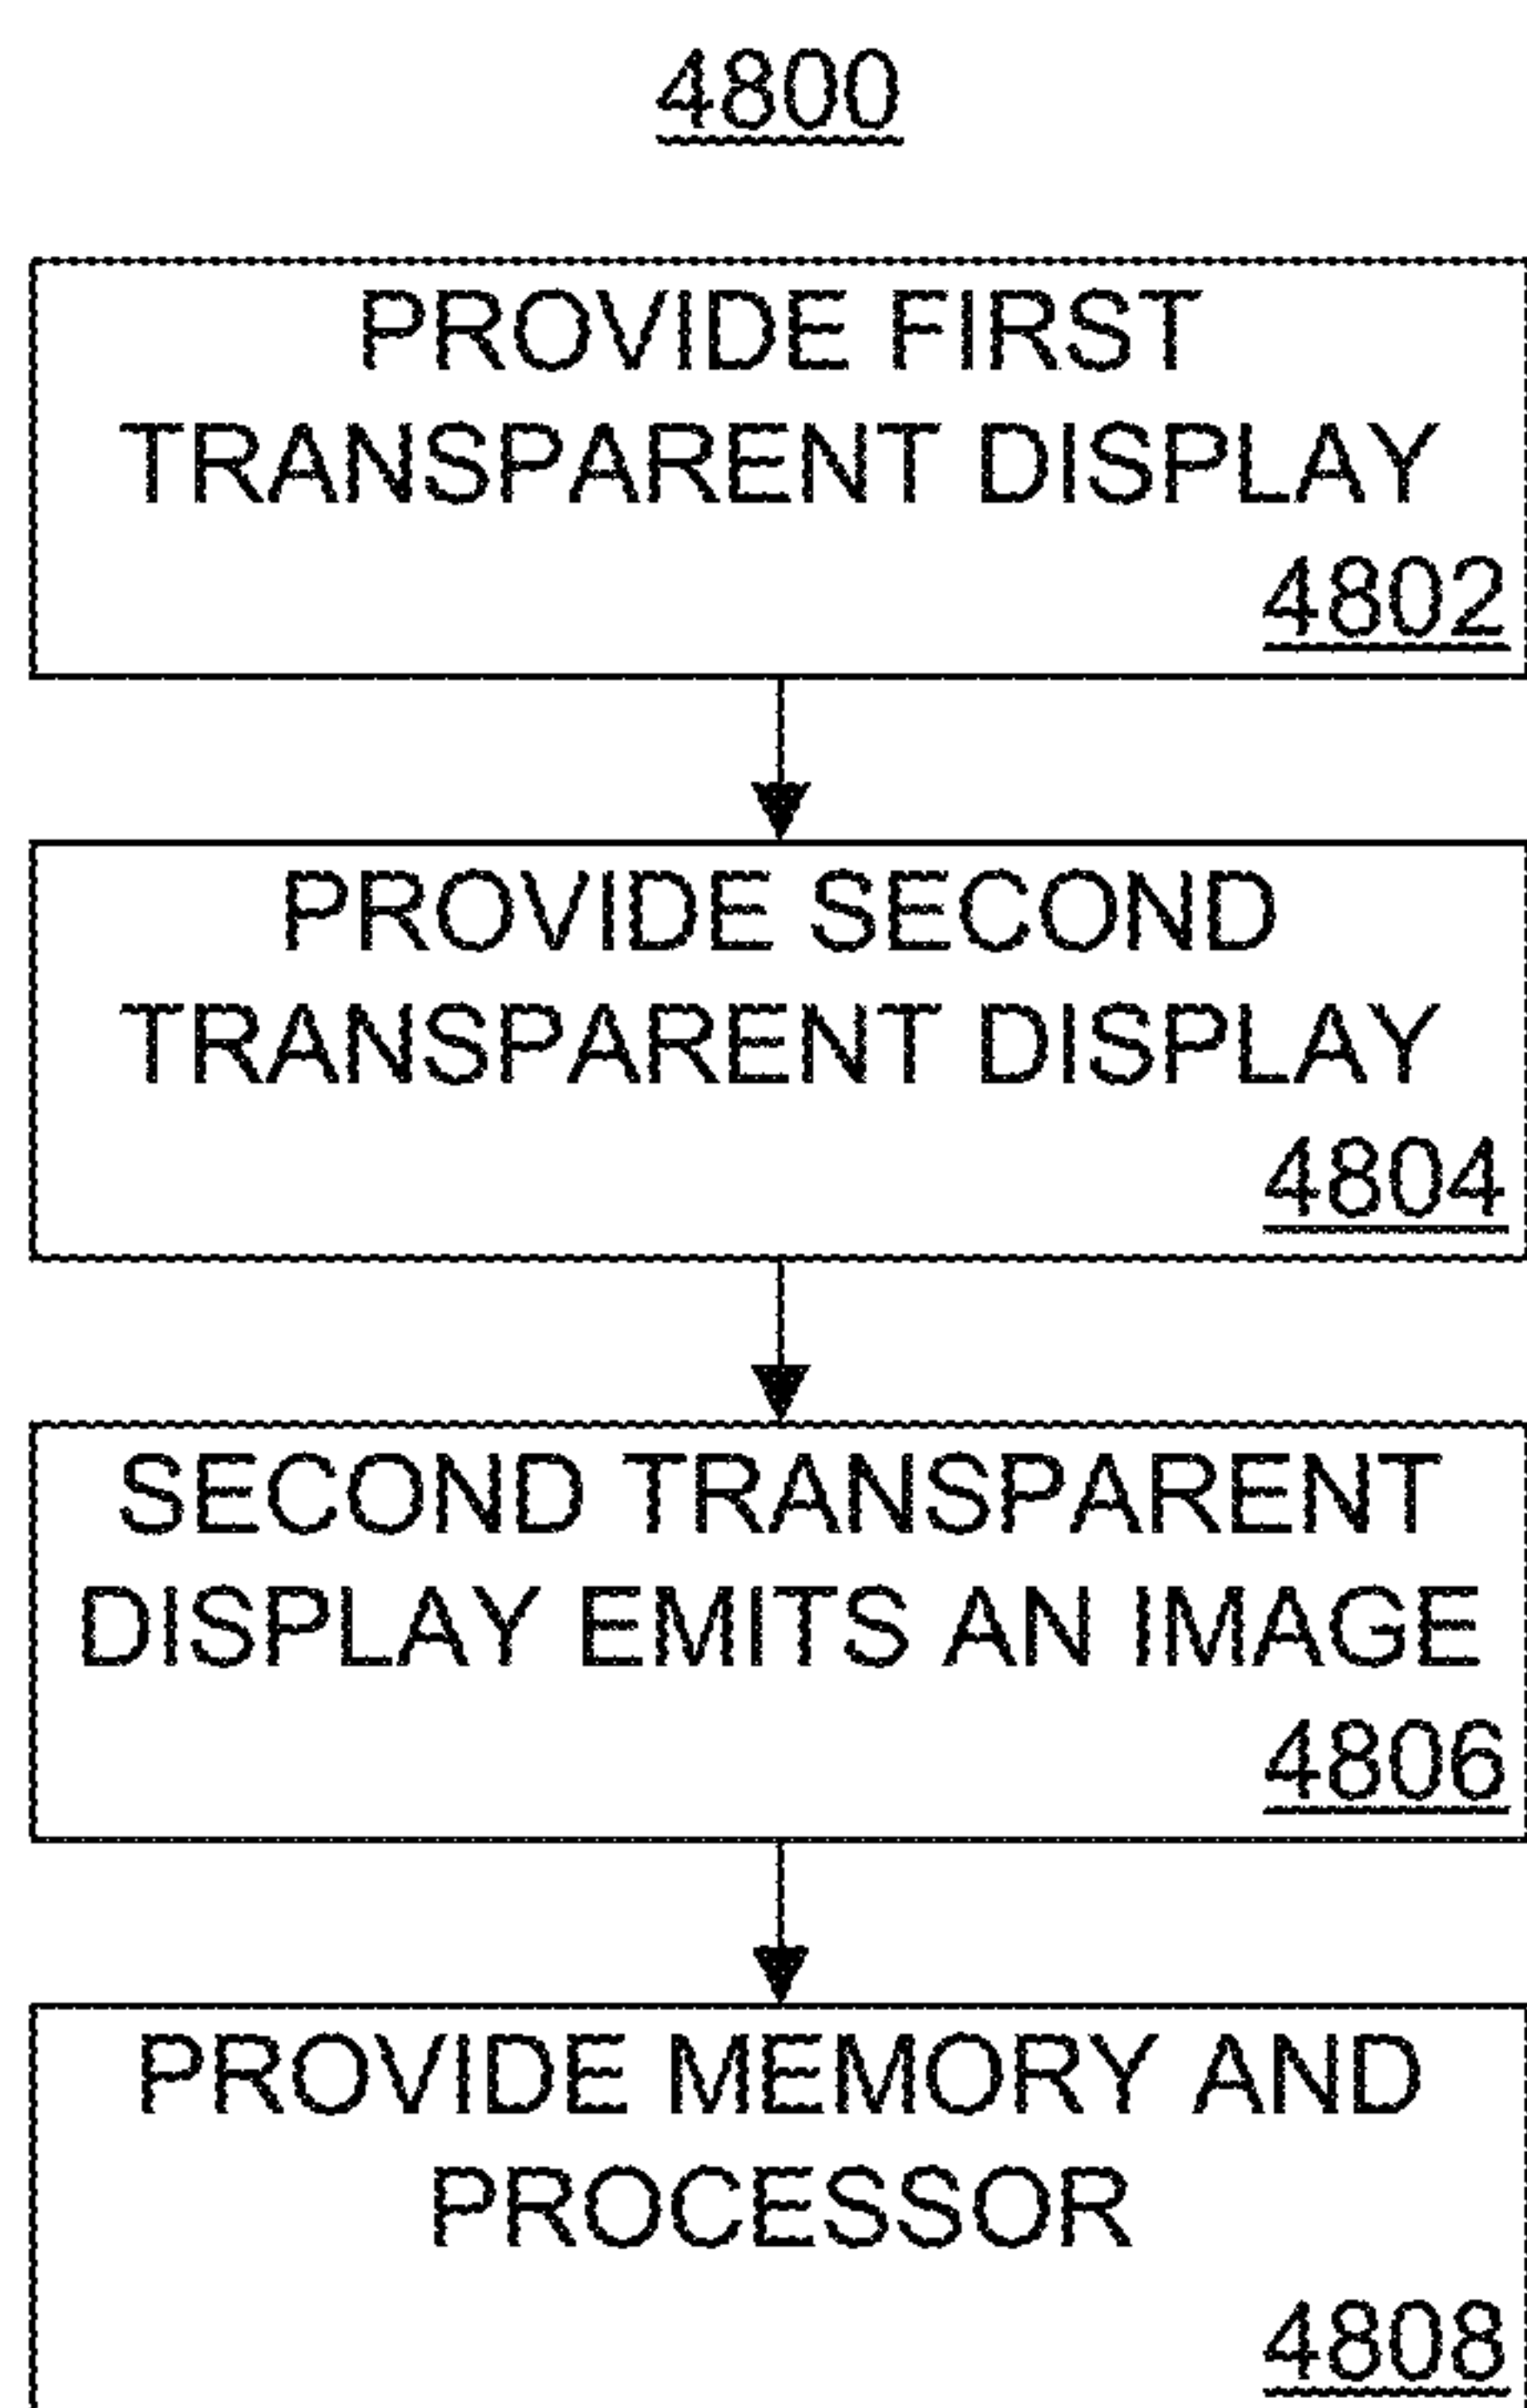 4800
PROVIDE FIRST
TRANSPARENT DISPLAY
4802
PROVIDE SECOND
TRANSPARENT DISPLAY
4804
SECOND TRANSPARENT
DISPLAY EMITS AN IMAGE
4806
PROVIDE MEMORY AND
PROCESSOR
4808